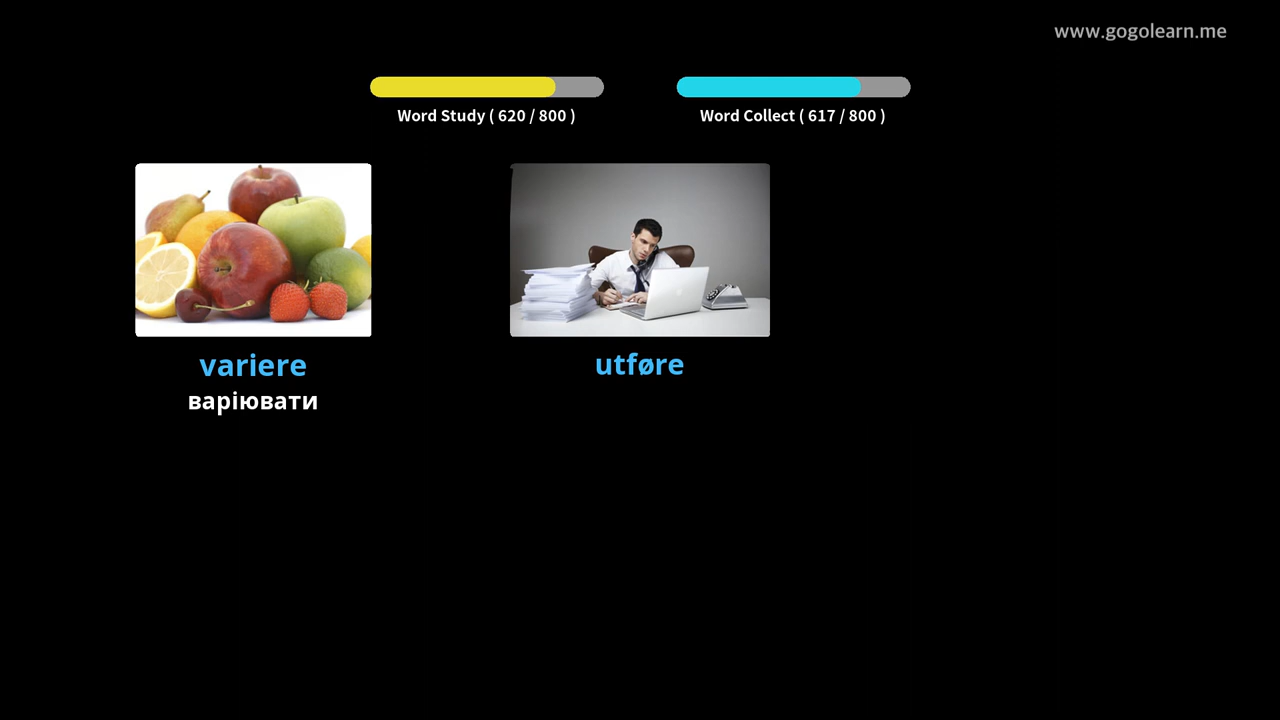 www.gogolearn.me
Word Study ( 620 / 800 )
Word Collect ( 617 / 800 )
variere
варіювати
utføre